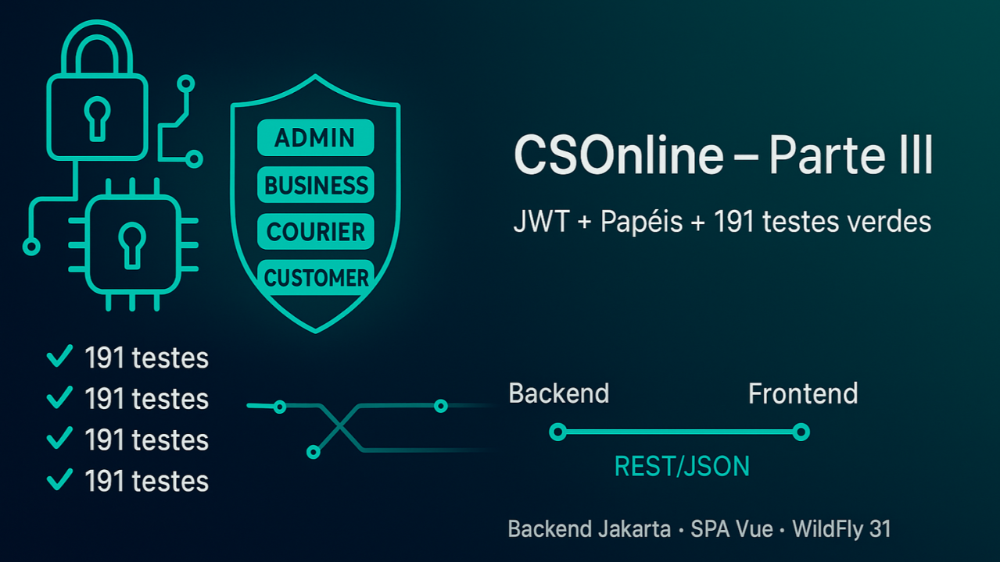 ADMIN
BUSINESS
COURIER
CUSTOMER
CSOnline – Parte III
JWT + Papéis + 191 testes verdes
191 testes
191 testes
191 testes
191 testes
Backend
Frontend
REST/JSON
Backend Jakarta · SPA Vue · WildFly 31